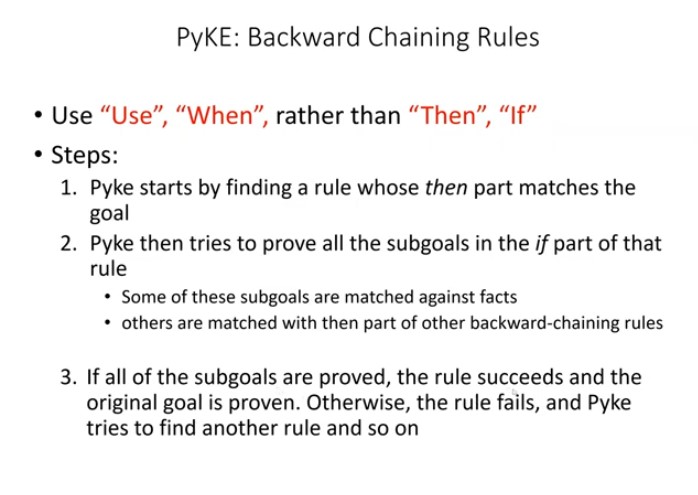 PyKE: Backward Chaining Rules
• Use “Use”, “When”, rather than “Then”, “If”
• Steps:
1. Pyke starts by finding a rule whose then part matches the
goal
2. Pyke then tries to prove all the subgoals in the if part of that
rule
• Some of these subgoals are matched against facts
• others are matched with then part of other backward-chaining rules
3. If all of the subgoals are proved, the rule succeeds and the
original goal is proven. Otherwise, the rule fails, and Pyke
tries to find another rule and so on